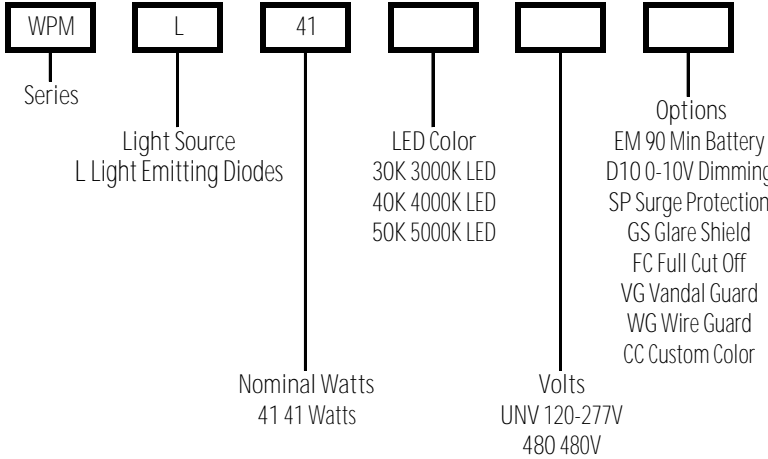 WPM L 41
Series
Light Source
L Light Emitting Diodes
LED Color
30K 3000K LED
40K 4000K LED
50K 5000K LED
Options
EM 90 Min Battery
D10 0-10V Dimming
SP Surge Protection
GS Glare Shield
FC Full Cut Off
VG Vandal Guard
WG Wire Guard
CC Custom Color
Nominal Watts
41 41 Watts
Volts
UNV 120-277V
480 480V